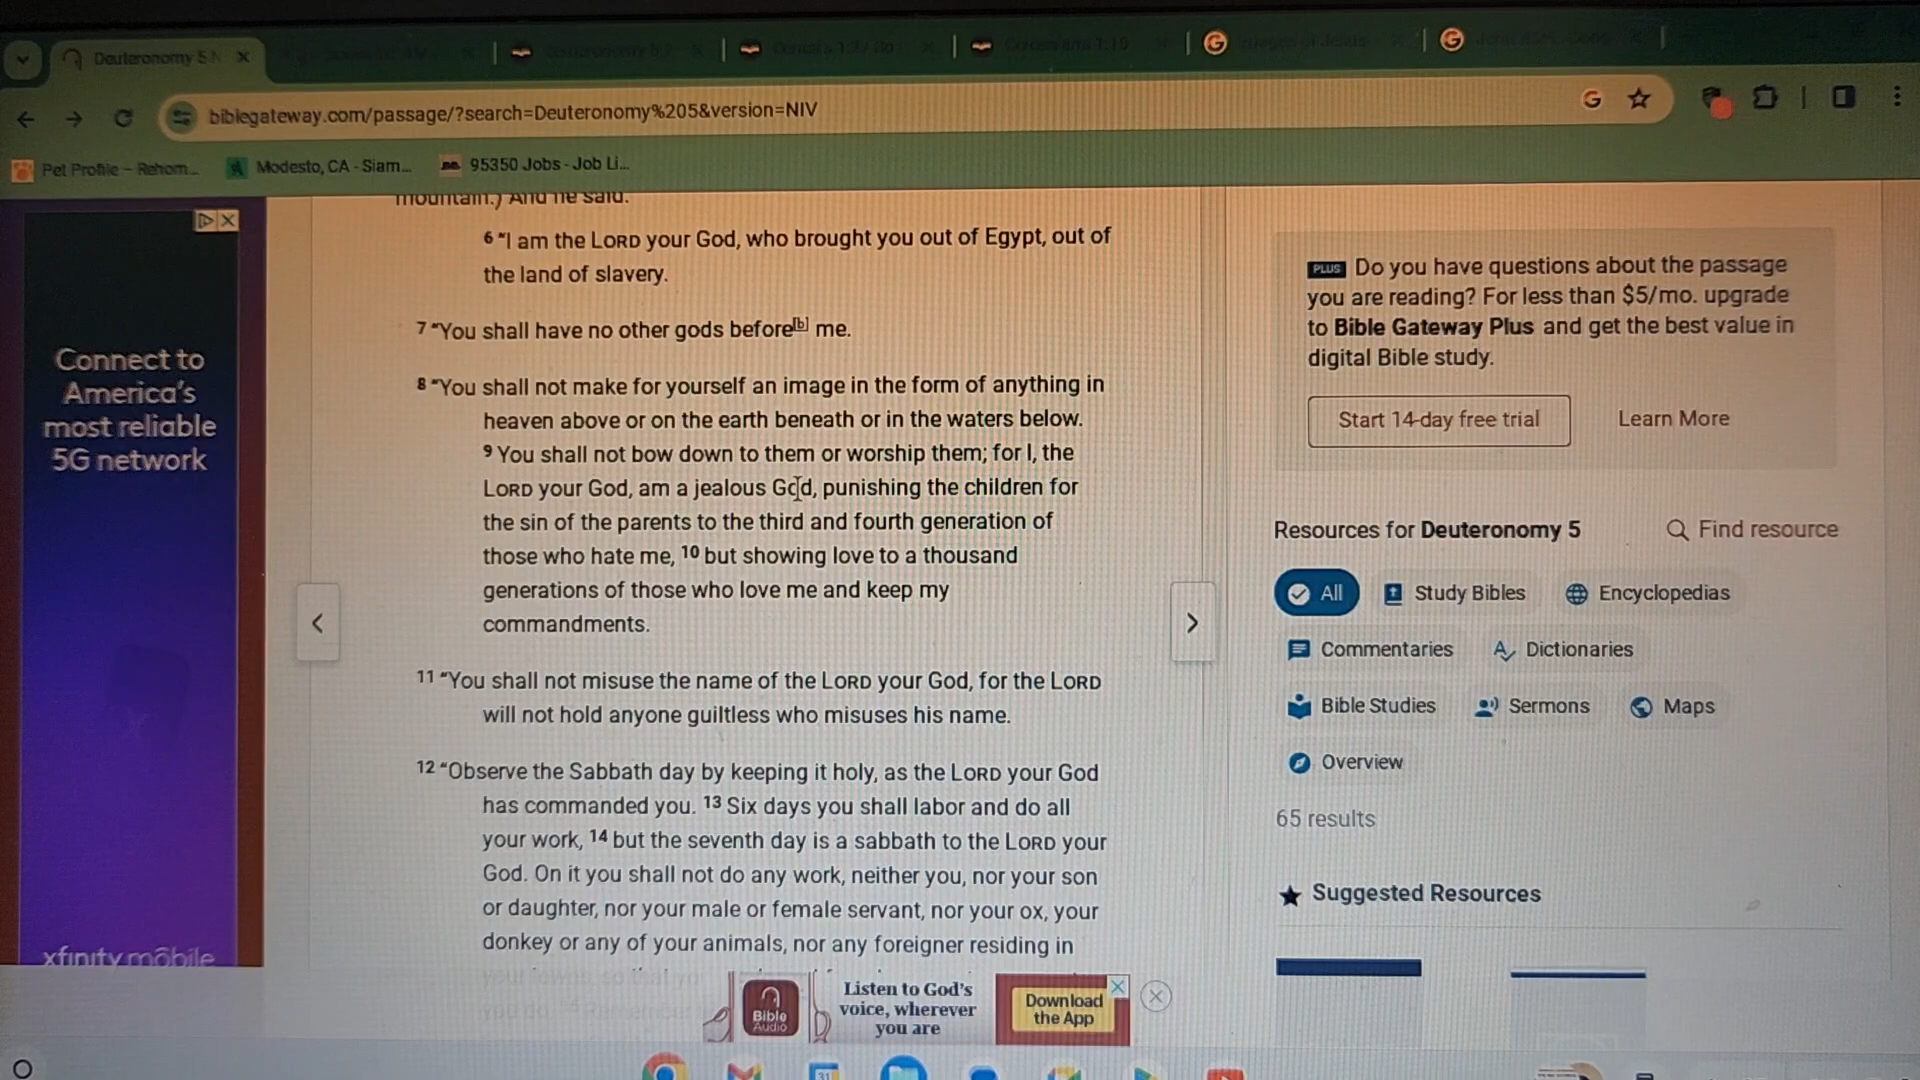 Deuteronomy 5 N
biblegateway.com/passage/?search=Deuteronomy%205&version=NIV
Pet Profile – Rehom...
Modesto, CA - Siam...
95350 Jobs - Job Li...
mountain.) And he said:
6 “I am the LORD your God, who brought you out of Egypt, out of
the land of slavery.
7 “You shall have no other gods before[b] me.
8 “You shall not make for yourself an image in the form of anything in
heaven above or on the earth beneath or in the waters below.
9 You shall not bow down to them or worship them; for I, the
LORD your God, am a jealous God, punishing the children for
the sin of the parents to the third and fourth generation of
those who hate me, 10 but showing love to a thousand
generations of those who love me and keep my
commandments.
11 “You shall not misuse the name of the LORD your God, for the LORD
will not hold anyone guiltless who misuses his name.
12 “Observe the Sabbath day by keeping it holy, as the LORD your God
has commanded you. 13 Six days you shall labor and do all
your work, 14 but the seventh day is a sabbath to the LORD your
God. On it you shall not do any work, neither you, nor your son
or daughter, nor your male or female servant, nor your ox, your
donkey or any of your animals, nor any foreigner residing in
Connect to
America's
most reliable
5G network
xfinity mobile
PLUS Do you have questions about the passage
you are reading? For less than $5/mo. upgrade
to Bible Gateway Plus and get the best value in
digital Bible study.
Start 14-day free trial
Learn More
Resources for Deuteronomy 5
Find resource
All
Study Bibles
Encyclopedias
Commentaries
Dictionaries
Bible Studies
Sermons
Maps
Overview
65 results
Suggested Resources
Bible
Audio
Listen to God's
voice, wherever
you are
Download
the App
31